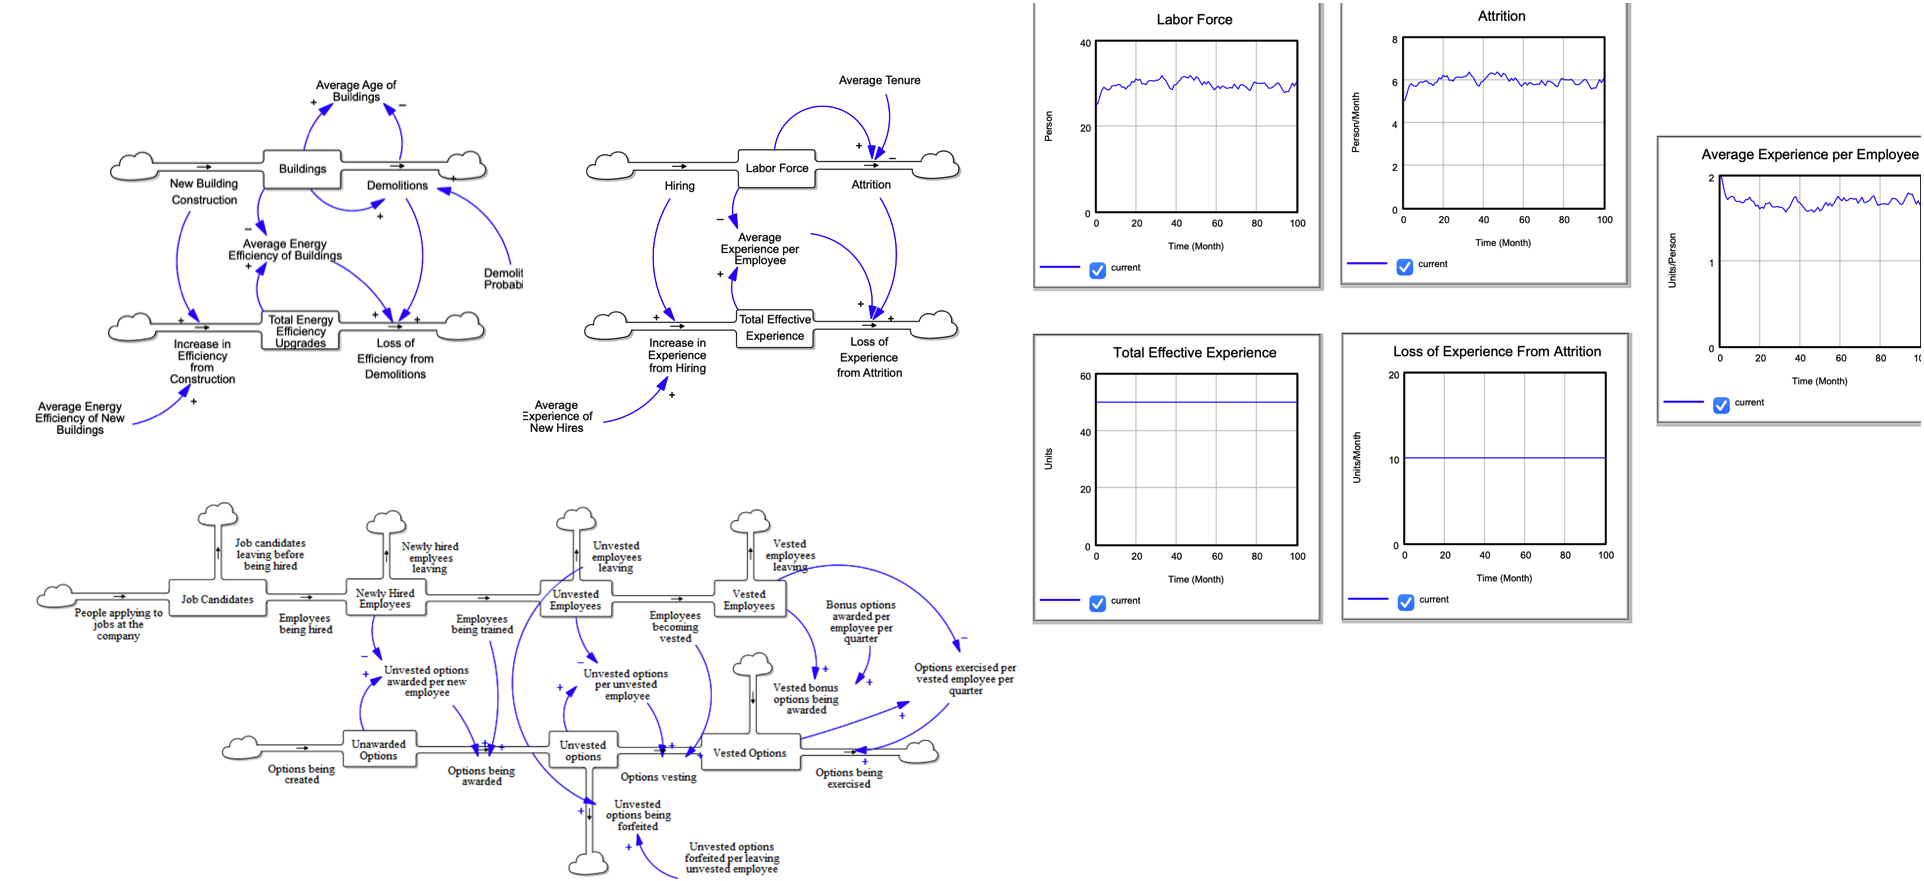 Average Age of
Buildings
+
−
Buildings
New Building
Construction
Demolitions
+
+
−
Average Energy
Efficiency of Buildings
+
Demolit
Probabi
+
Total Energy
Efficiency
Upgrades
+
+
Increase in
Efficiency
from
Construction
Loss of
Efficiency from
Demolitions
Average Energy
Efficiency of New
Buildings
+
Average Tenure
+
−
Labor Force
Hiring
Attrition
−
Average
Experience per
Employee
+
+
+
Total Effective
Experience
+
Increase in
Experience
from Hiring
Loss of
Experience
from Attrition
Average
Experience of
New Hires
+
Job candidates
leaving before
being hired
Newly hired
emplyees
leaving
Unvested
employees
leaving
Vested
employees
leaving
Job Candidates
Newly Hired
Employees
Unvested
Employees
Vested
Employees
People applying to
jobs at the
company
Employees
being hired
Employees
being trained
Employees
becoming
vested
Bonus options
awarded per
employee per
quarter
−
+
Unvested options
awarded per new
employee
−
+
Unvested options
per unvested
employee
+
Vested bonus
options being
awarded
+
−
Options exercised per
vested employee per
quarter
+
Unawarded
Options
+
+
Unvested
options
+
+
Vested Options
+
Options being
created
Options being
awarded
Options vesting
Options being
exercised
+
Unvested
options being
forfeited
+
Unvested options
forfeited per leaving
unvested employee
Labor Force
40
20
0
Person
0 20 40 60 80 100
Time (Month)
current
Attrition
8
6
4
2
0
Person/Month
0 20 40 60 80 100
Time (Month)
current
Average Experience per Employee
2
1
0
Units/Person
0 20 40 60 80 10
Time (Month)
current
Total Effective Experience
60
40
20
0
Units
0 20 40 60 80 100
Time (Month)
current
Loss of Experience From Attrition
20
10
0
Units/Month
0 20 40 60 80 100
Time (Month)
current